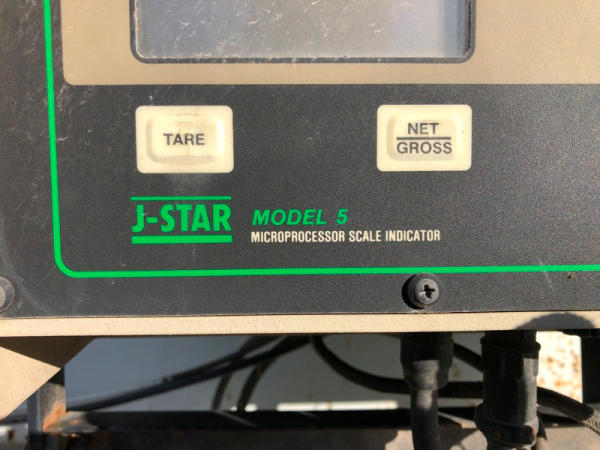 TARE
NET
GROSS
J-STAR
MODEL 5
MICROPROCESSOR SCALE INDICATOR